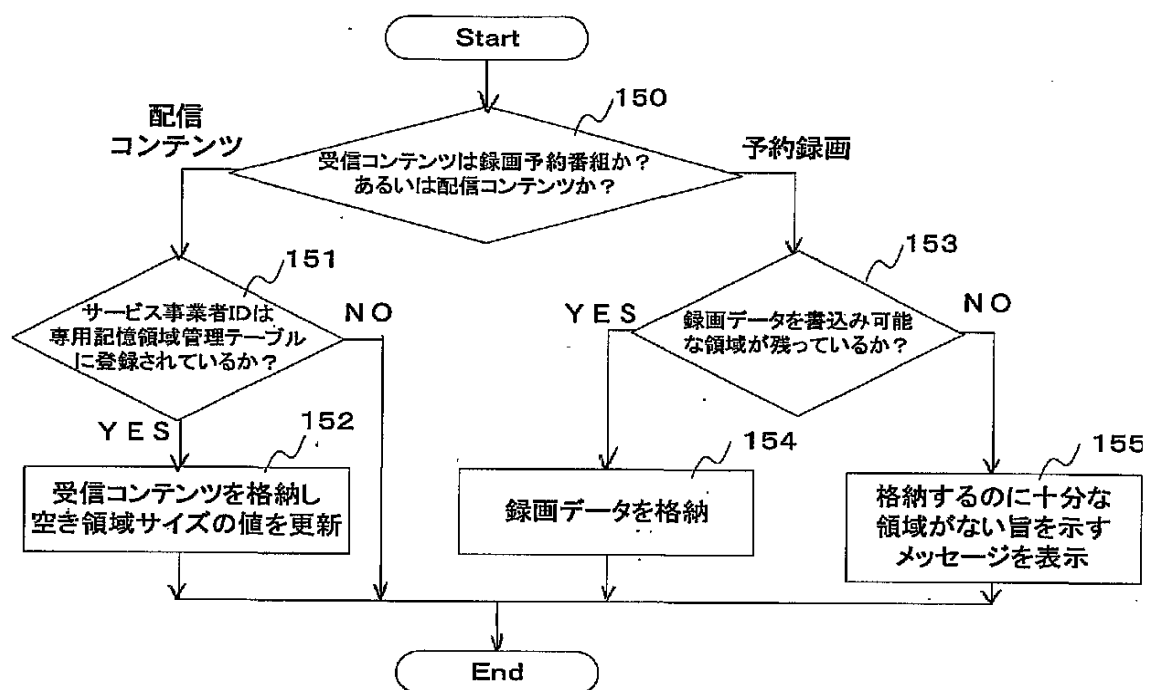 Start
150
配信
コンテンツ
予約録画
受信コンテンツは録画予約番組か？
あるいは配信コンテンツか？
151
153
サービス事業者IDは
専用記憶領域管理テーブル
に登録されているか？
NO
YES
録画データを書込み可能
な領域が残っているか？
NO
YES
152
154
155
受信コンテンツを格納し
空き領域サイズの値を更新
録画データを格納
格納するのに十分な
領域がない旨を示す
メッセージを表示
End